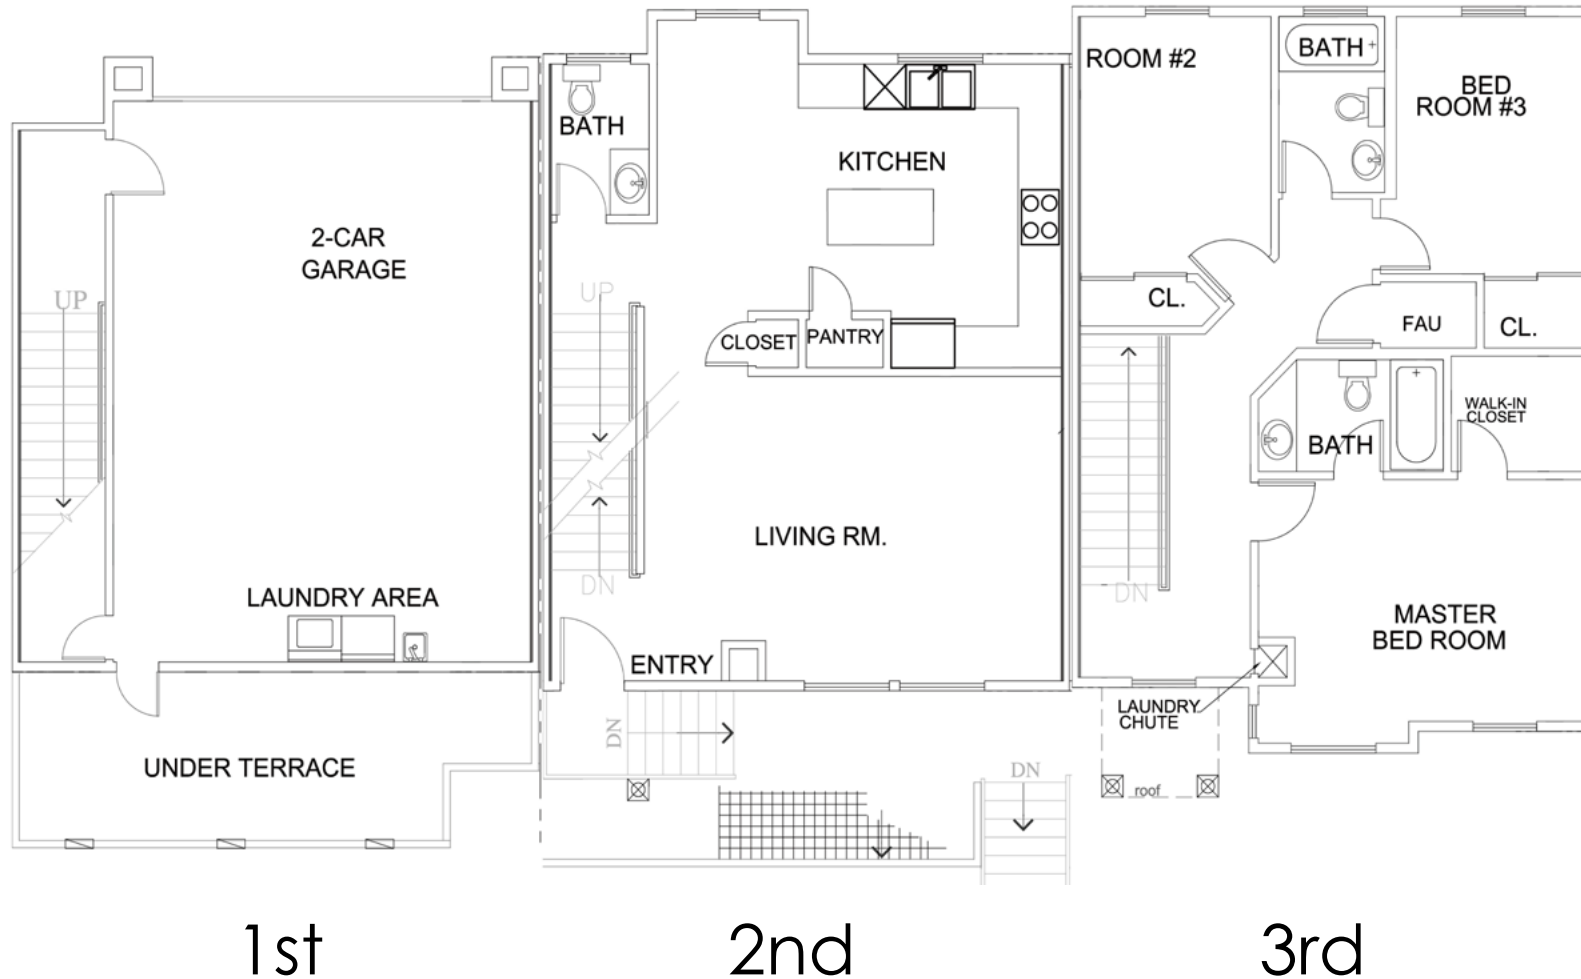 UP
2-CAR
GARAGE
LAUNDRY AREA
UNDER TERRACE
1st
BATH
KITCHEN
UP
CLOSET
PANTRY
LIVING RM.
DN
ENTRY
DN
DN
2nd
ROOM #2
BATH
BED
ROOM #3
CL.
FAU
CL.
WALK-IN
CLOSET
BATH
DN
MASTER
BED ROOM
LAUNDRY
CHUTE
roof
3rd